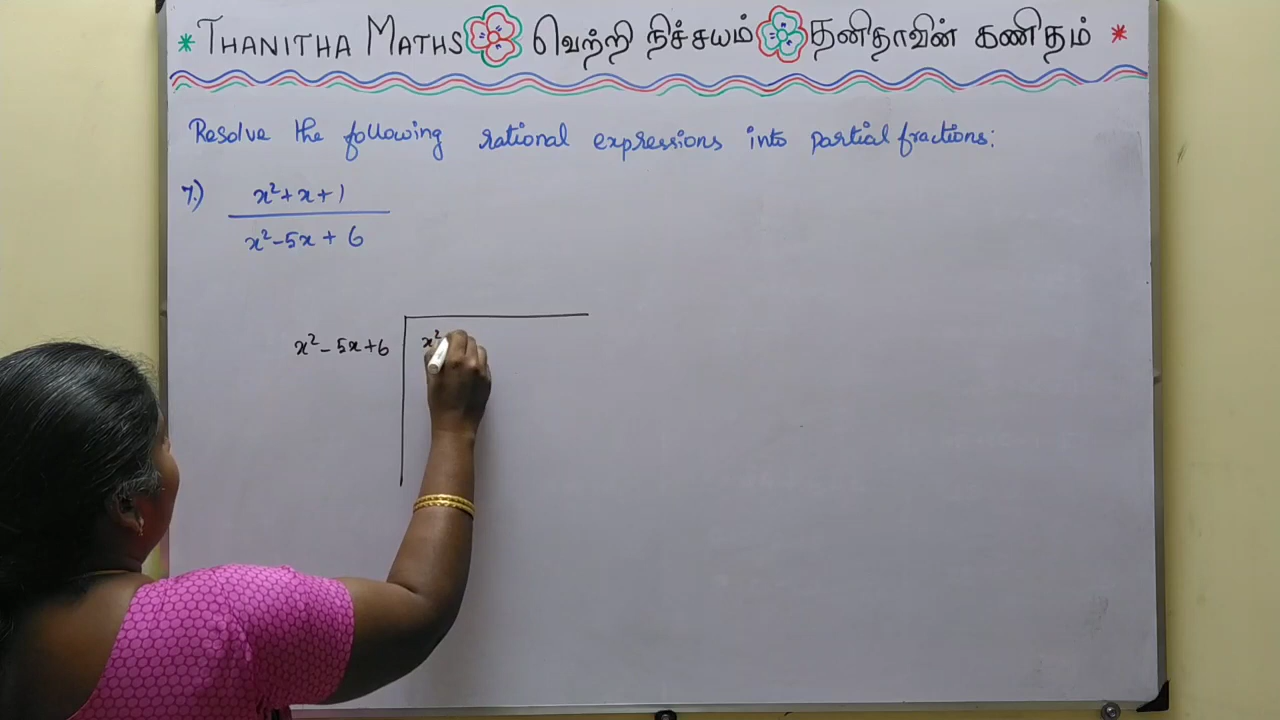 * THANITHA MATHS வெற்றி நிச்சயம் தனிதாவின் கணிதம் *
Resolve the following rational expressions into partial fractions:
7.) x²+x+1
x²-5x+6
x²-5x+6 x²